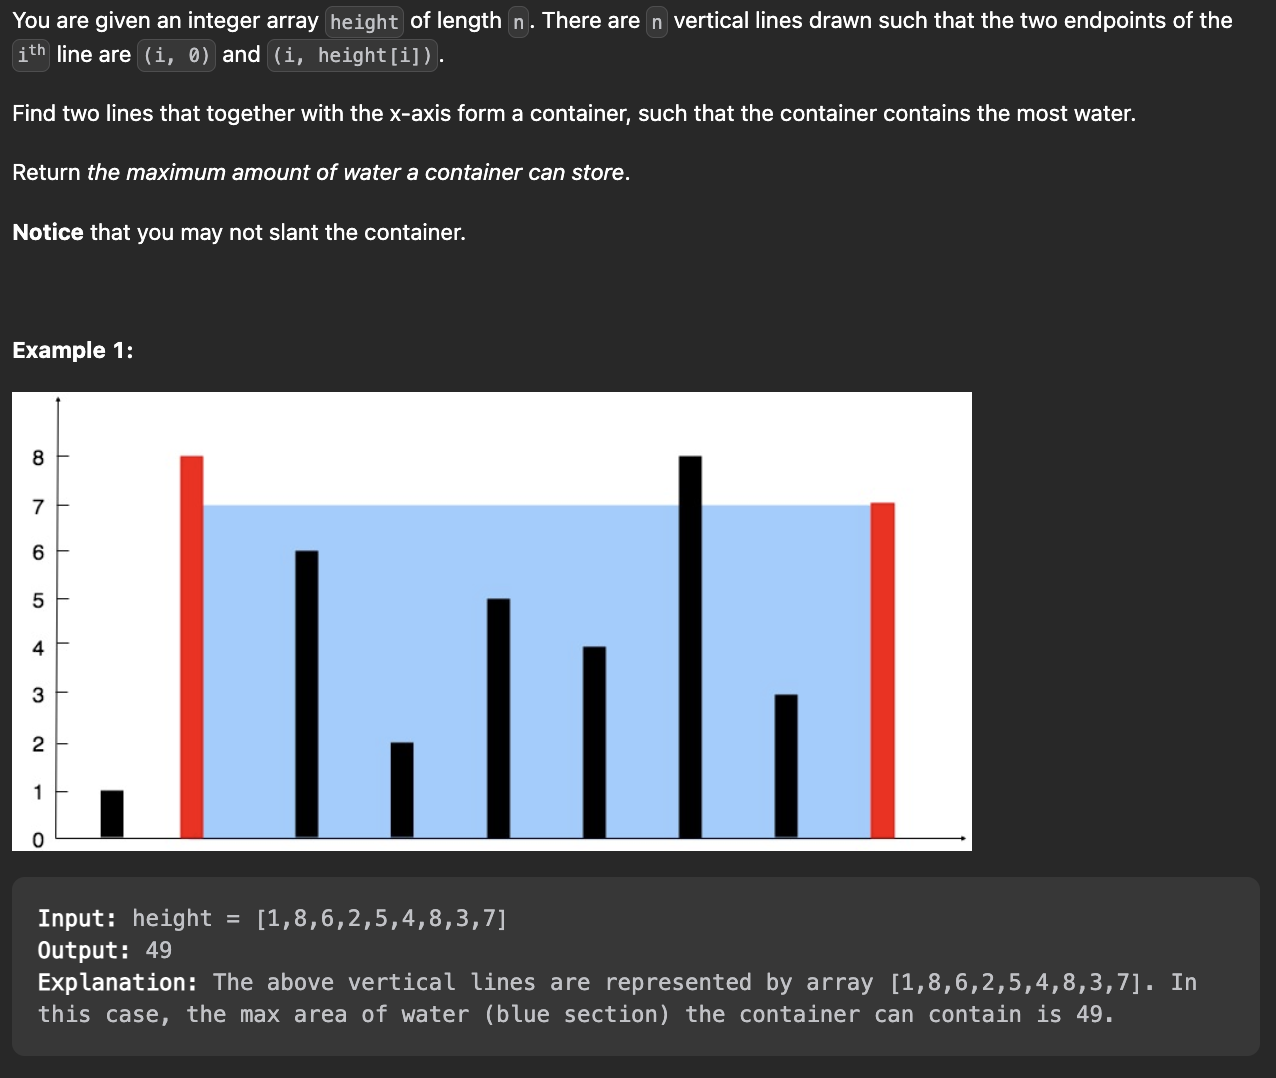 You are given an integer array height of length n. There are n vertical lines drawn such that the two endpoints of the
ith line are (i, 0) and (i, height[i]).
Find two lines that together with the x-axis form a container, such that the container contains the most water.
Return the maximum amount of water a container can store.
Notice that you may not slant the container.
Example 1:
8
7
6
5
4
3
2
1
0
Input: height = [1,8,6,2,5,4,8,3,7]
Output: 49
Explanation: The above vertical lines are represented by array [1,8,6,2,5,4,8,3,7]. In
this case, the max area of water (blue section) the container can contain is 49.